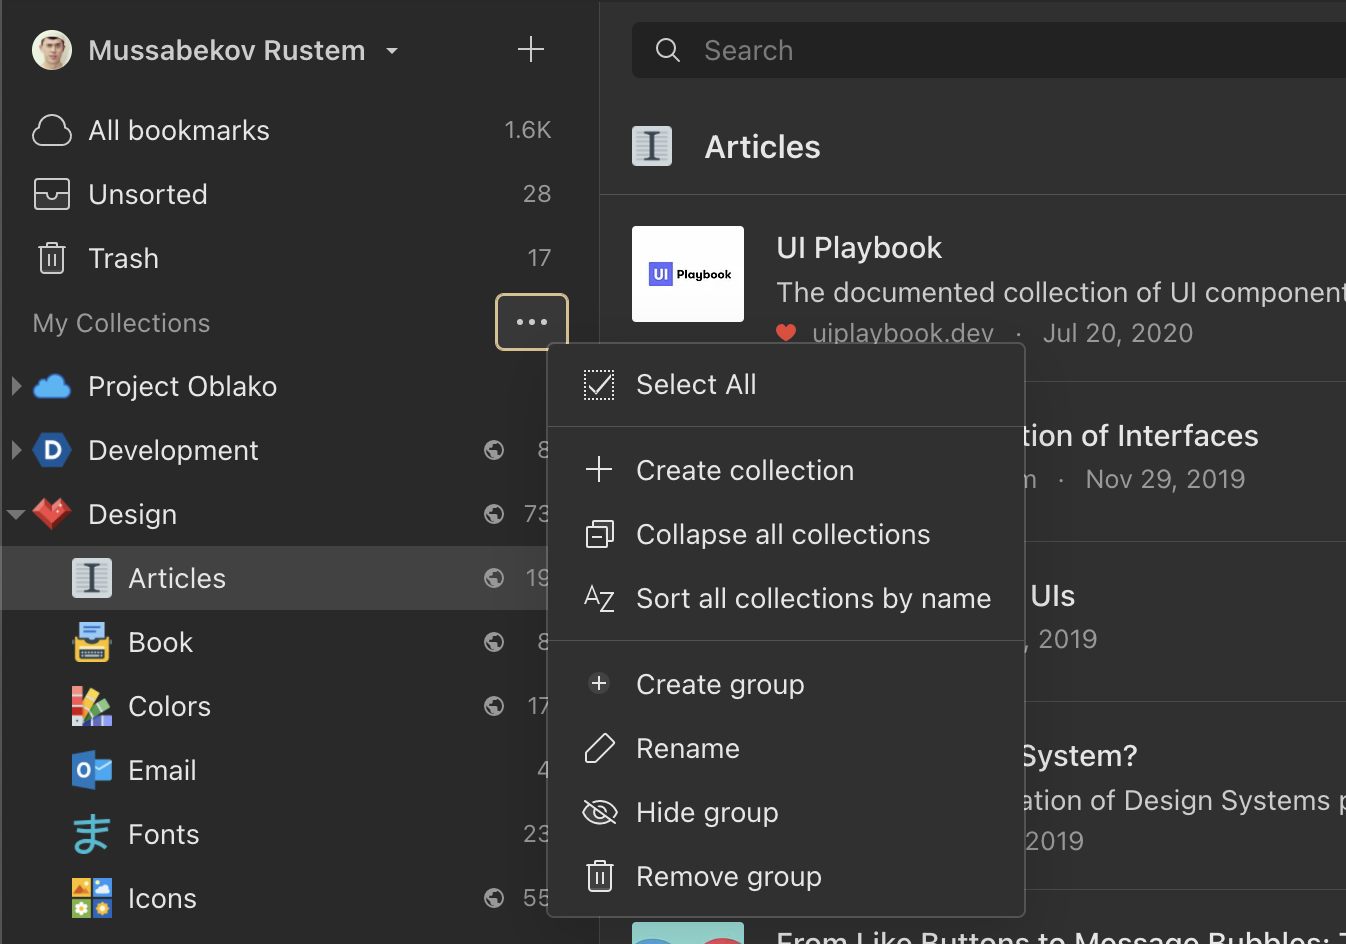 Mussabekov Rustem
All bookmarks 1.6K
Unsorted 28
Trash 17
My Collections
Project Oblako
Development 8
Design 73
Articles 19
Book 8
Colors 17
Email 4
Fonts 23
Icons 55
Search
Articles
UI Playbook
UI Playbook
The documented collection of UI component
uiplaybook.dev · Jul 20, 2020
tion of Interfaces
m · Nov 29, 2019
UIs
, 2019
System?
ation of Design Systems p
2019
From Like Buttons to Message Bubbles:
Select All
Create collection
Collapse all collections
Sort all collections by name
Create group
Rename
Hide group
Remove group